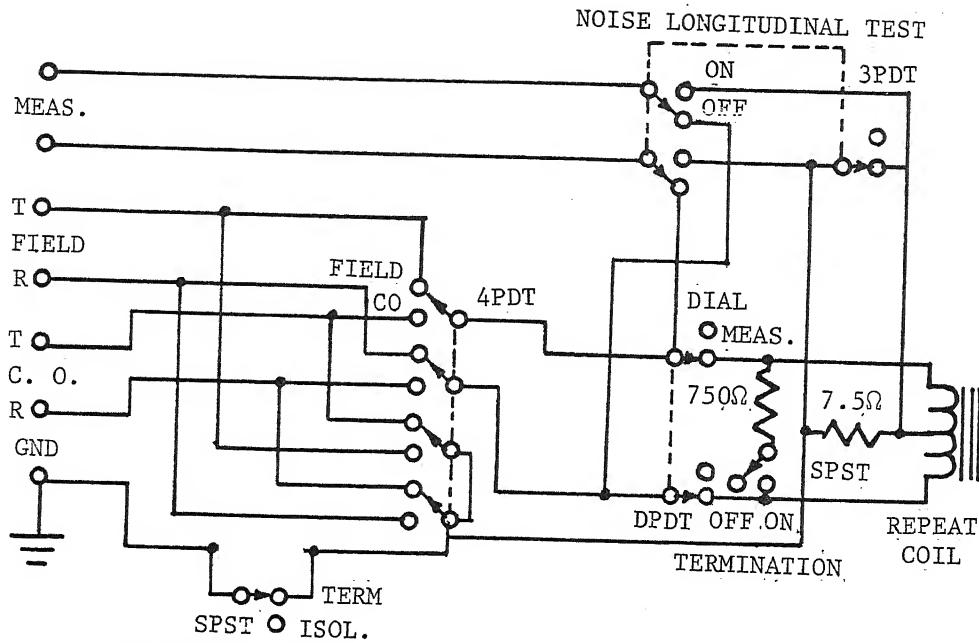 NOISE LONGITUDINAL TEST
ON
3PDT
OFF
MEAS.
T
FIELD
R
FIELD
CO
4PDT
DIAL
MEAS.
T
C. O.
R
750Ω
7.5Ω
GND
SPST
DPDT OFF ON
REPEAT
COIL
TERMINATION
TERM
SPST ISOL.